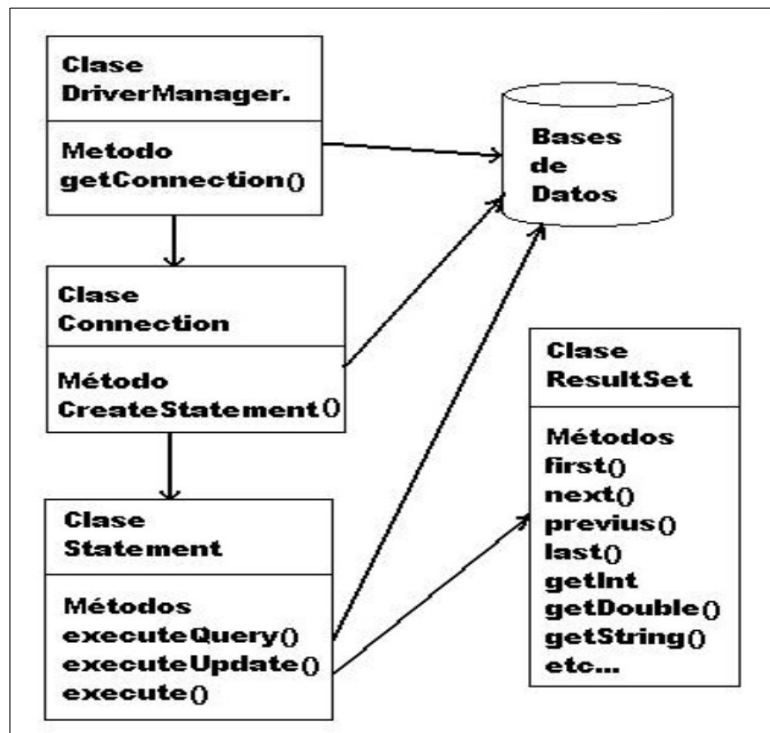 Clase
DriverManager.
Metodo
getConnection()
Bases
de
Datos
Clase
Connection
Método
CreateStatement()
Clase
ResultSet
Métodos
first()
next()
previus()
last()
getInt
getDouble()
getString()
etc...
Clase
Statement
Métodos
executeQuery()
executeUpdate()
execute()